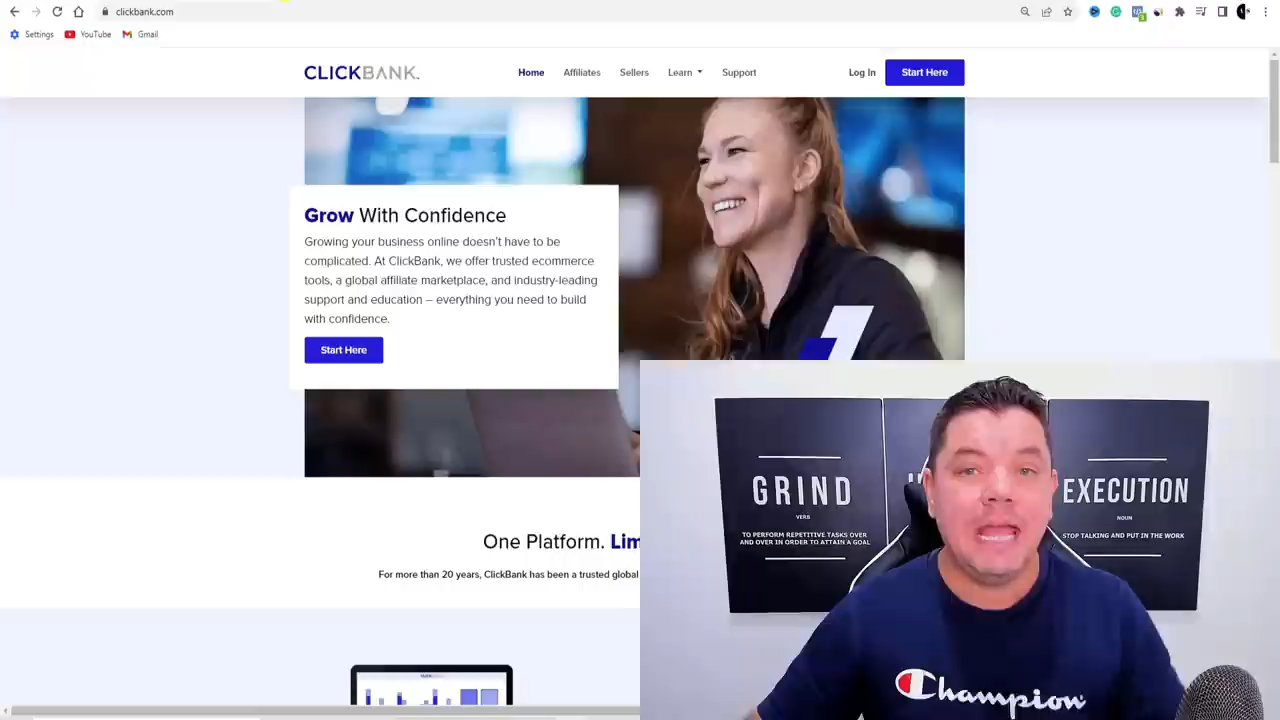 clickbank.com
Settings YouTube Gmail
CLICKBANK
Home Affiliates Sellers Learn Support Log In Start Here
Grow With Confidence
Growing your business online doesn't have to be
complicated. At ClickBank, we offer trusted ecommerce
tools, a global affiliate marketplace, and industry-leading
support and education – everything you need to build
with confidence.
Start Here
One Platform. Lim
For more than 20 years, ClickBank has been a trusted global
GRIND
VERB
TO PERFORM REPETITIVE TASKS OVER
AND OVER IN ORDER TO ATTAIN A GOAL
EXECUTION
NOUN
STOP TALKING AND PUT IN THE WORK
Champion